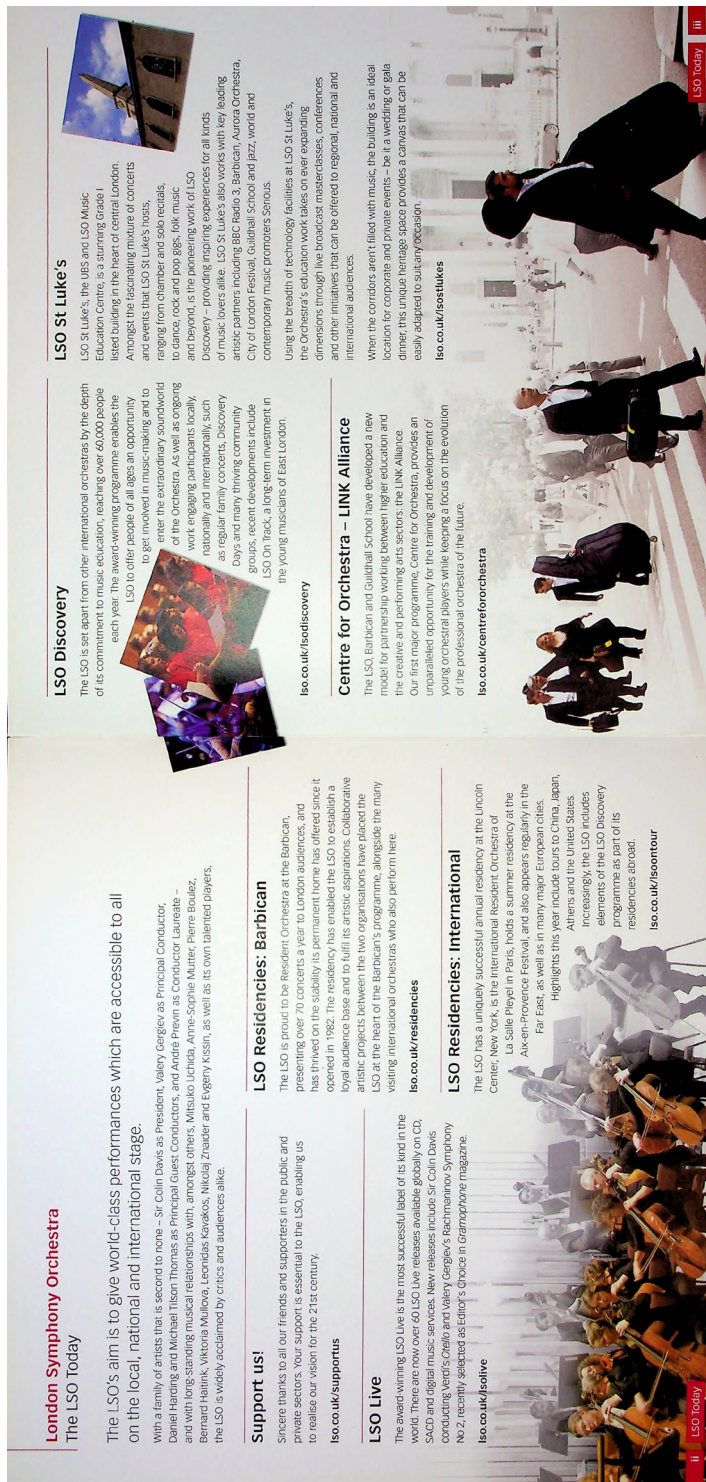 London Symphony Orchestra
The LSO Today
The LSO's aim is to give world-class performances which are accessible to all
on the local, national and international stage.
With a family of artists that is second to none – Sir Colin Davis as President, Valery Gergiev as Principal Conductor,
Daniel Harding and Michael Tilson Thomas as Principal Guest Conductors, and André Previn as Conductor Laureate –
and with long-standing musical relationships with, amongst others, Mitsuko Uchida, Anne-Sophie Mutter, Pierre Boulez,
Bernard Haitink, Viktoria Mullova, Leonidas Kavakos, Nikolaj Znaider and Evgeny Kissin, as well as its own talented players,
the LSO is widely acclaimed by critics and audiences alike.
Support us!
Sincere thanks to all our friends and supporters in the public and
private sectors. Your support is essential to the LSO, enabling us
to realise our vision for the 21st century.
lso.co.uk/supportus
LSO Live
The award-winning LSO Live is the most successful label of its kind in the
world. There are now over 60 LSO Live releases available globally on CD,
SACD and digital music services. New releases include Sir Colin Davis
conducting Verdi's Otello and Valery Gergiev's Rachmaninov Symphony
No 2, recently selected as Editor's Choice in Gramophone magazine.
lso.co.uk/lsolive
LSO Residencies: Barbican
The LSO is proud to be Resident Orchestra at the Barbican,
presenting over 70 concerts a year to London audiences, and
has thrived on the stability its permanent home has offered since it
opened in 1982. The residency has enabled the LSO to establish a
loyal audience base and to fulfil its artistic aspirations. Collaborative
artistic projects between the two organisations have placed the
LSO at the heart of the Barbican's programme, alongside the many
visiting international orchestras who also perform here.
lso.co.uk/residencies
LSO Residencies: International
The LSO has a uniquely successful annual residency at the Lincoln
Center, New York, is the International Resident Orchestra of
La Salle Pleyel in Paris, holds a summer residency at the
Aix-en-Provence Festival, and also appears regularly in the
Far East, as well as in many major European cities.
Highlights this year include tours to China, Japan,
Athens and the United States.
Increasingly, the LSO includes
elements of the LSO Discovery
programme as part of its
residencies abroad.
lso.co.uk/lsoontour
ii LSO Today
LSO Discovery
The LSO is set apart from other international orchestras by the depth
of its commitment to music education, reaching over 60,000 people
each year. The award-winning programme enables the
LSO to offer people of all ages an opportunity
to get involved in music-making and to
enter the extraordinary soundworld
of the Orchestra. As well as ongoing
work engaging participants locally,
nationally and internationally, such
as regular family concerts, Discovery
Days and many thriving community
groups, recent developments include
LSO On Track, a long-term investment in
the young musicians of East London.
lso.co.uk/lsodiscovery
Centre for Orchestra – LINK Alliance
The LSO, Barbican and Guildhall School have developed a new
model for partnership working between higher education and
the creative and performing arts sectors: the LINK Alliance.
Our first major programme, Centre for Orchestra, provides an
unparalleled opportunity for the training and development of
young orchestral players while keeping a focus on the evolution
of the professional orchestra of the future.
lso.co.uk/centrefororchestra
LSO St Luke's
LSO St Luke's, the UBS and LSO Music
Education Centre, is a stunning Grade I
listed building in the heart of central London.
Amongst the fascinating mixture of concerts
and events that LSO St Luke's hosts,
ranging from chamber and solo recitals,
to dance, rock and pop gigs, folk music
and beyond, is the pioneering work of LSO
Discovery – providing inspiring experiences for all kinds
of music lovers alike. LSO St Luke's also works with key leading
artistic partners including BBC Radio 3, Barbican, Aurora Orchestra,
City of London Festival, Guildhall School and jazz, world and
contemporary music promoters Serious.
Using the breadth of technology facilities at LSO St Luke's,
the Orchestra's education work takes on ever expanding
dimensions through live broadcast masterclasses, conferences
and other initiatives that can be offered to regional, national and
international audiences.
When the corridors aren't filled with music, the building is an ideal
location for corporate and private events – be it a wedding or gala
dinner, this unique heritage space provides a canvas that can be
easily adapted to suit any occasion.
lso.co.uk/lsostlukes
LSO Today iii